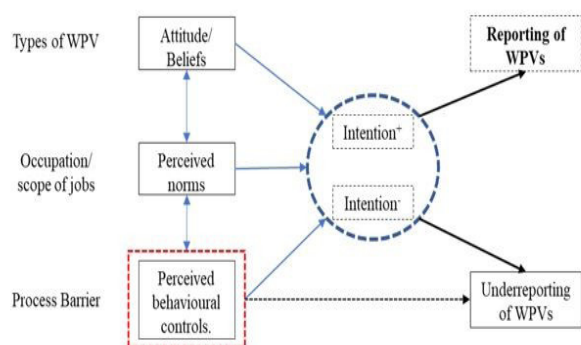 Types of WPV
Attitude/
Beliefs
Reporting of
WPVs
Intention+
Occupation/
scope of jobs
Perceived
norms
Intention-
Process Barrier
Perceived
behavioural
controls.
Underreporting
of WPVs